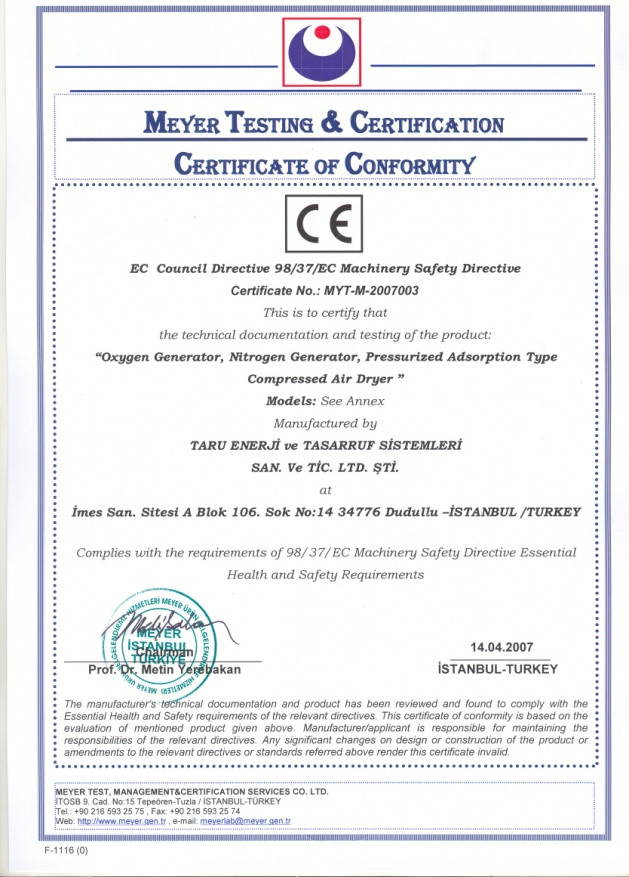 MEYER TESTING & CERTIFICATION
CERTIFICATE OF CONFORMITY
CE
EC Council Directive 98/37/EC Machinery Safety Directive
Certificate No.: MYT-M-2007003
This is to certify that
the technical documentation and testing of the product:
“Oxygen Generator, Nitrogen Generator, Pressurized Adsorption Type
Compressed Air Dryer ”
Models: See Annex
Manufactured by
TARU ENERJİ ve TASARRUF SİSTEMLERİ
SAN. Ve TİC. LTD. ŞTİ.
at
İmes San. Sitesi A Blok 106. Sok No:14 34776 Dudullu –İSTANBUL /TURKEY
Complies with the requirements of 98/37/EC Machinery Safety Directive Essential
Health and Safety Requirements
MEYER
İSTANBUL
TÜRKİYE
Chairman
Prof. Dr. Metin Yerebakan
14.04.2007
İSTANBUL-TURKEY
The manufacturer's technical documentation and product has been reviewed and found to comply with the
Essential Health and Safety requirements of the relevant directives. This certificate of conformity is based on the
evaluation of mentioned product given above. Manufacturer/applicant is responsible for maintaining the
responsibilities of the relevant directives. Any significant changes on design or construction of the product or
amendments to the relevant directives or standards referred above render this certificate invalid.
MEYER TEST, MANAGEMENT&CERTIFICATION SERVICES CO. LTD.
ITOSB 9. Cad. No:15 Tepeören-Tuzla / İSTANBUL-TÜRKEY
Tel.: +90 216 593 25 75 , Fax: +90 216 593 25 74
Web: http://www.meyer.gen.tr , e-mail: meyerlab@meyer.gen.tr
F-1116 (0)